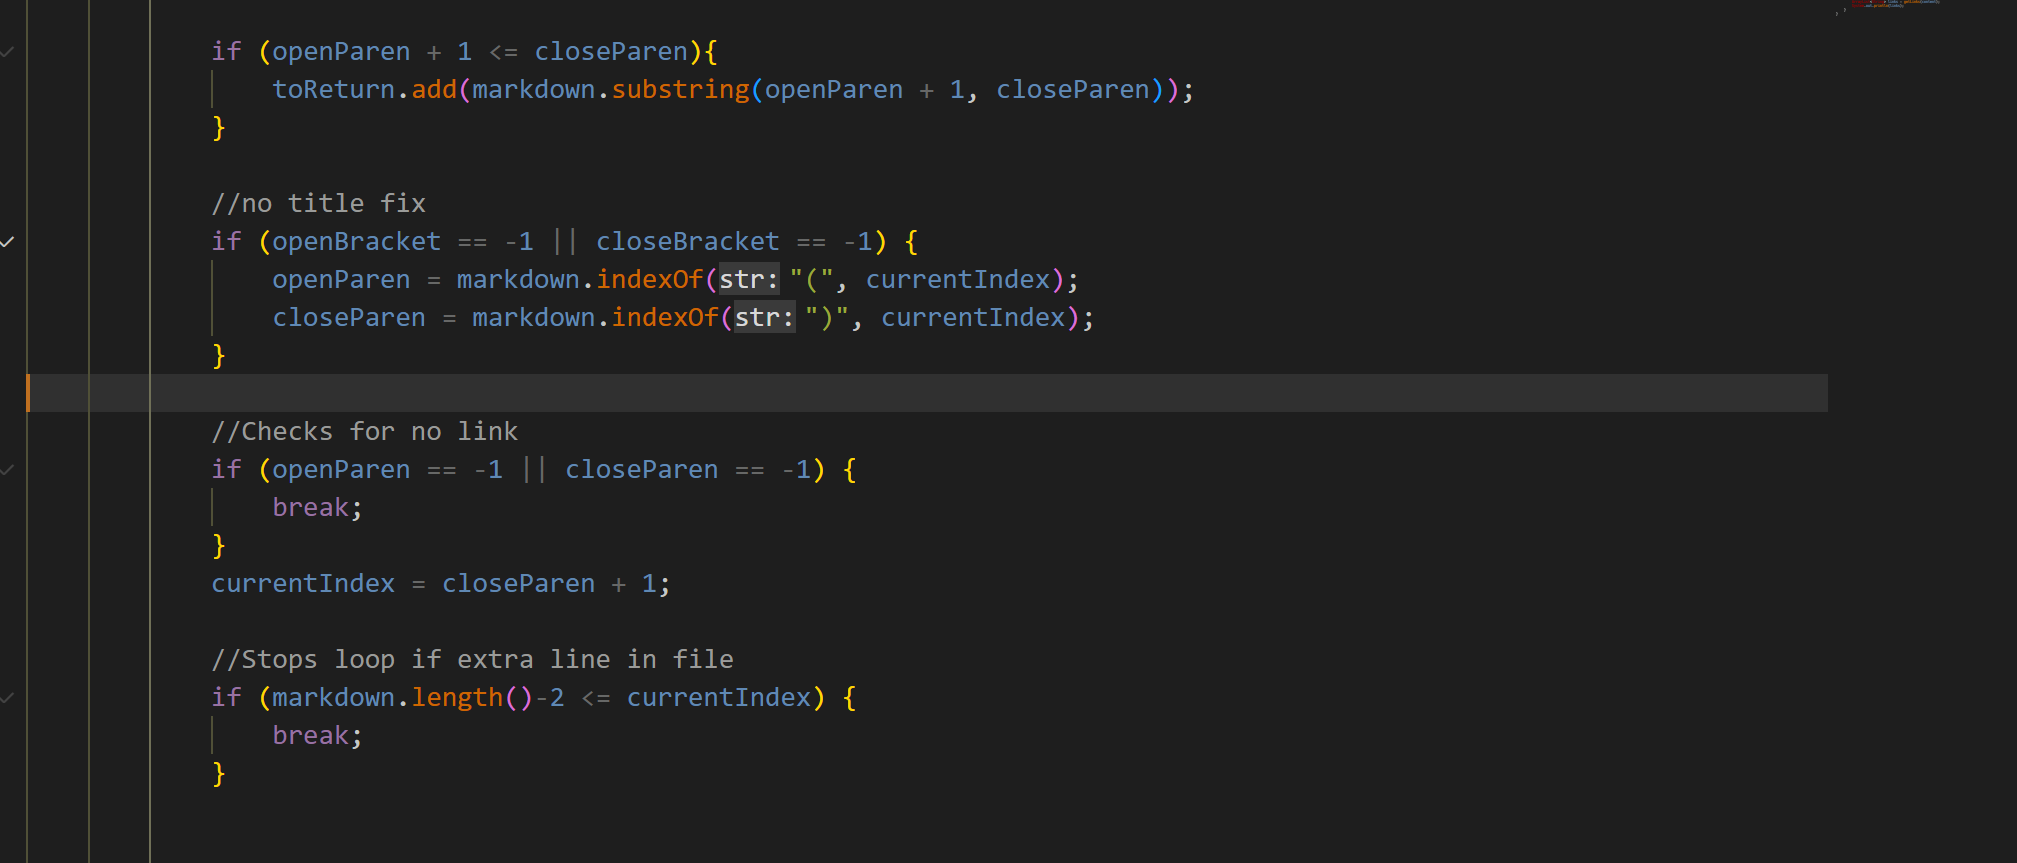 if (openParen + 1 <= closeParen){
toReturn.add(markdown.substring(openParen + 1, closeParen));
}
//no title fix
if (openBracket == -1 || closeBracket == -1) {
openParen = markdown.indexOf(str: "(", currentIndex);
closeParen = markdown.indexOf(str: ")", currentIndex);
}
//Checks for no link
if (openParen == -1 || closeParen == -1) {
break;
}
currentIndex = closeParen + 1;
//Stops loop if extra line in file
if (markdown.length()-2 <= currentIndex) {
break;
}